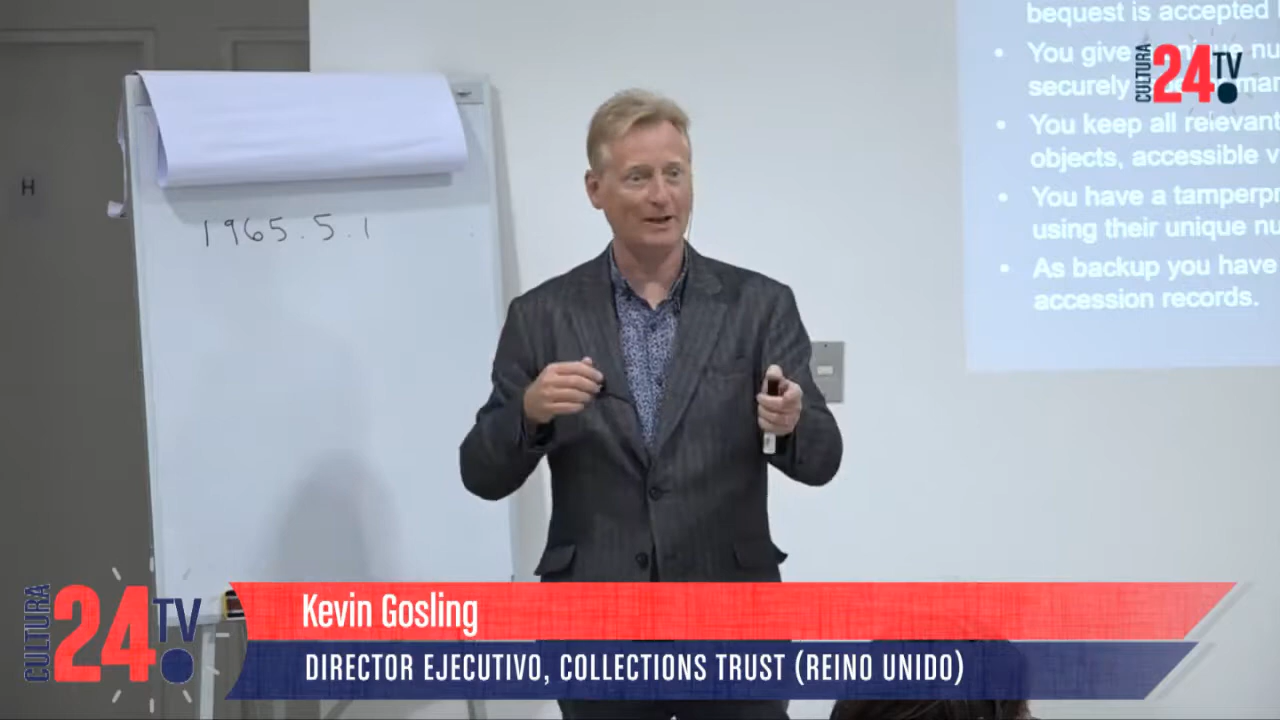 bequest is accepted
You give
securely
You keep all relevant
objects, accessible
You have a
using their unique
As backup you have
accession records.
CULTURA 24 TV
H
1965.5.1
CULTURA 24 TV
Kevin Gosling
DIRECTOR EJECUTIVO, COLLECTIONS TRUST (REINO UNIDO)